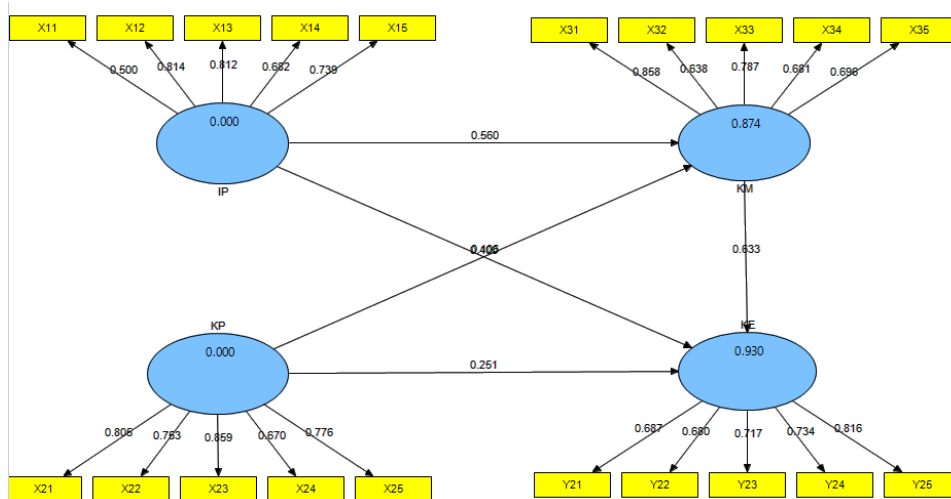 X11 X12 X13 X14 X15 X31 X32 X33 X34 X35
0.500 0.814 0.812 0.682 0.739 0.858 0.638 0.787 0.681 0.698
0.000 0.874
0.560
IP KM
0.633
KP KE
0.000 0.930
0.251
0.805 0.753 0.859 0.670 0.776 0.687 0.680 0.717 0.734 0.816
X21 X22 X23 X24 X25 Y21 Y22 Y23 Y24 Y25